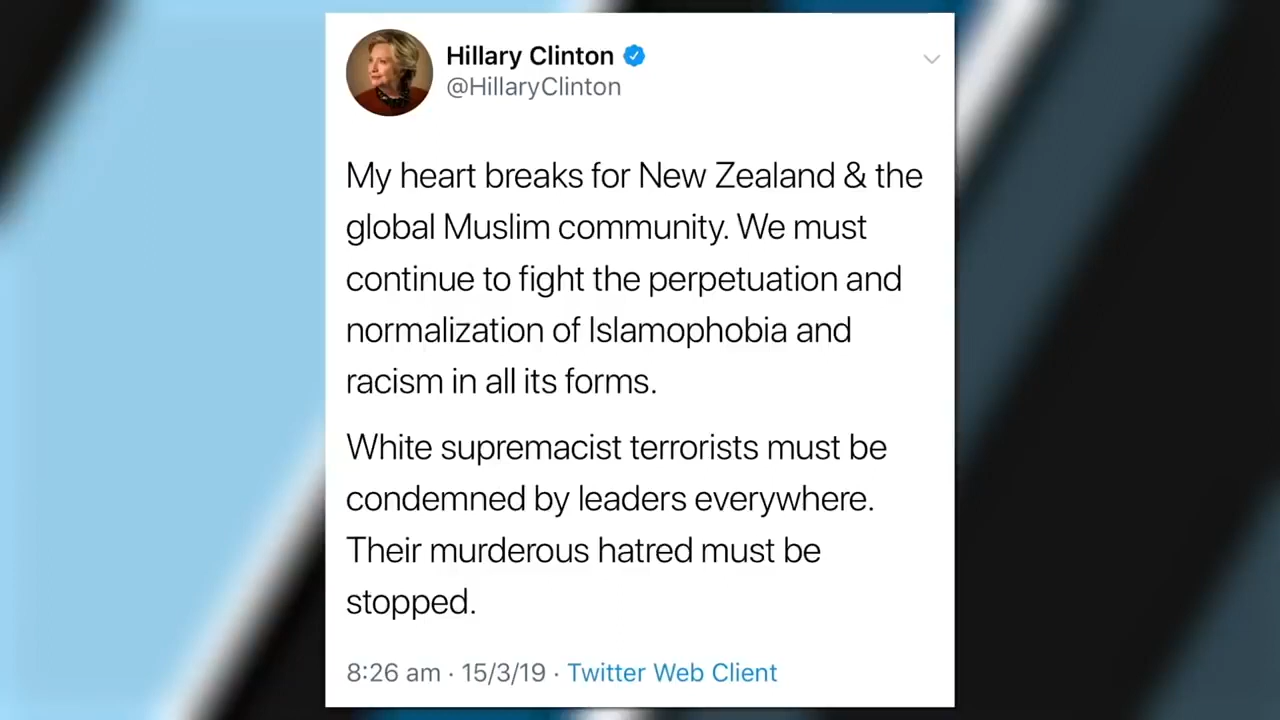 Hillary Clinton
@HillaryClinton
My heart breaks for New Zealand & the
global Muslim community. We must
continue to fight the perpetuation and
normalization of Islamophobia and
racism in all its forms.
White supremacist terrorists must be
condemned by leaders everywhere.
Their murderous hatred must be
stopped.
8:26 am · 15/3/19 · Twitter Web Client